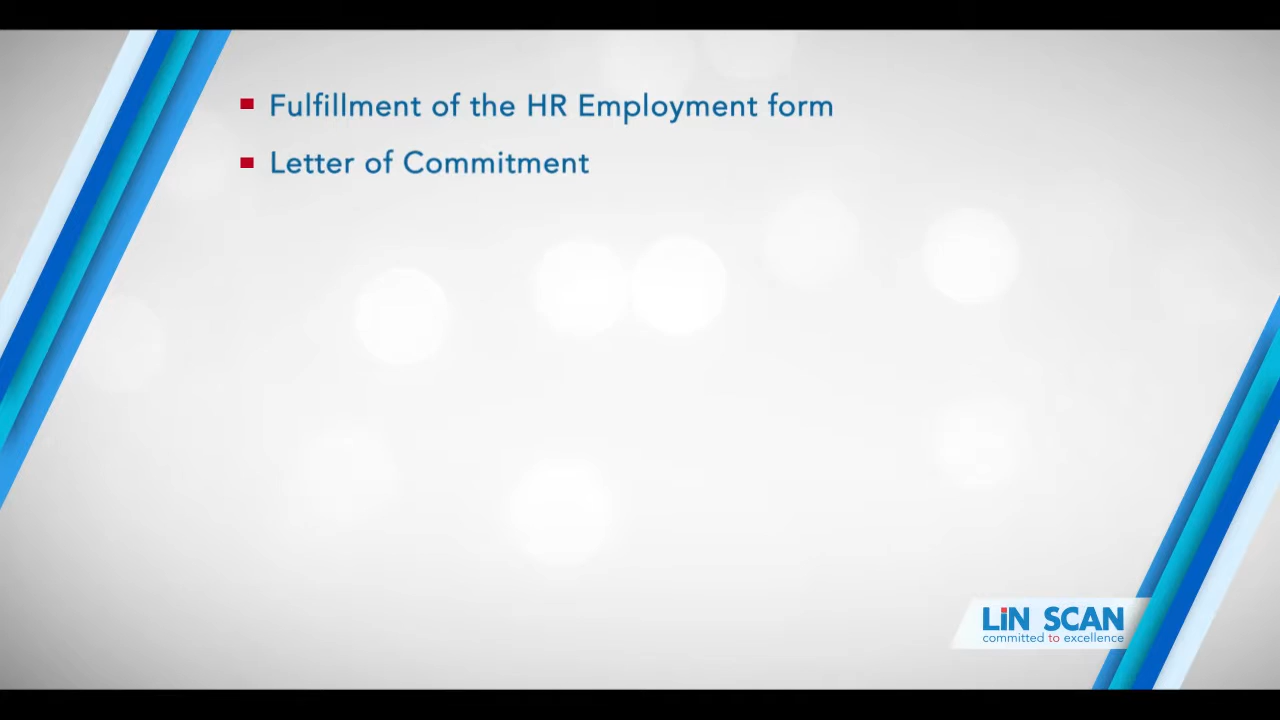 Fulfillment of the HR Employment form
Letter of Commitment
LiN SCAN
committed to excellence